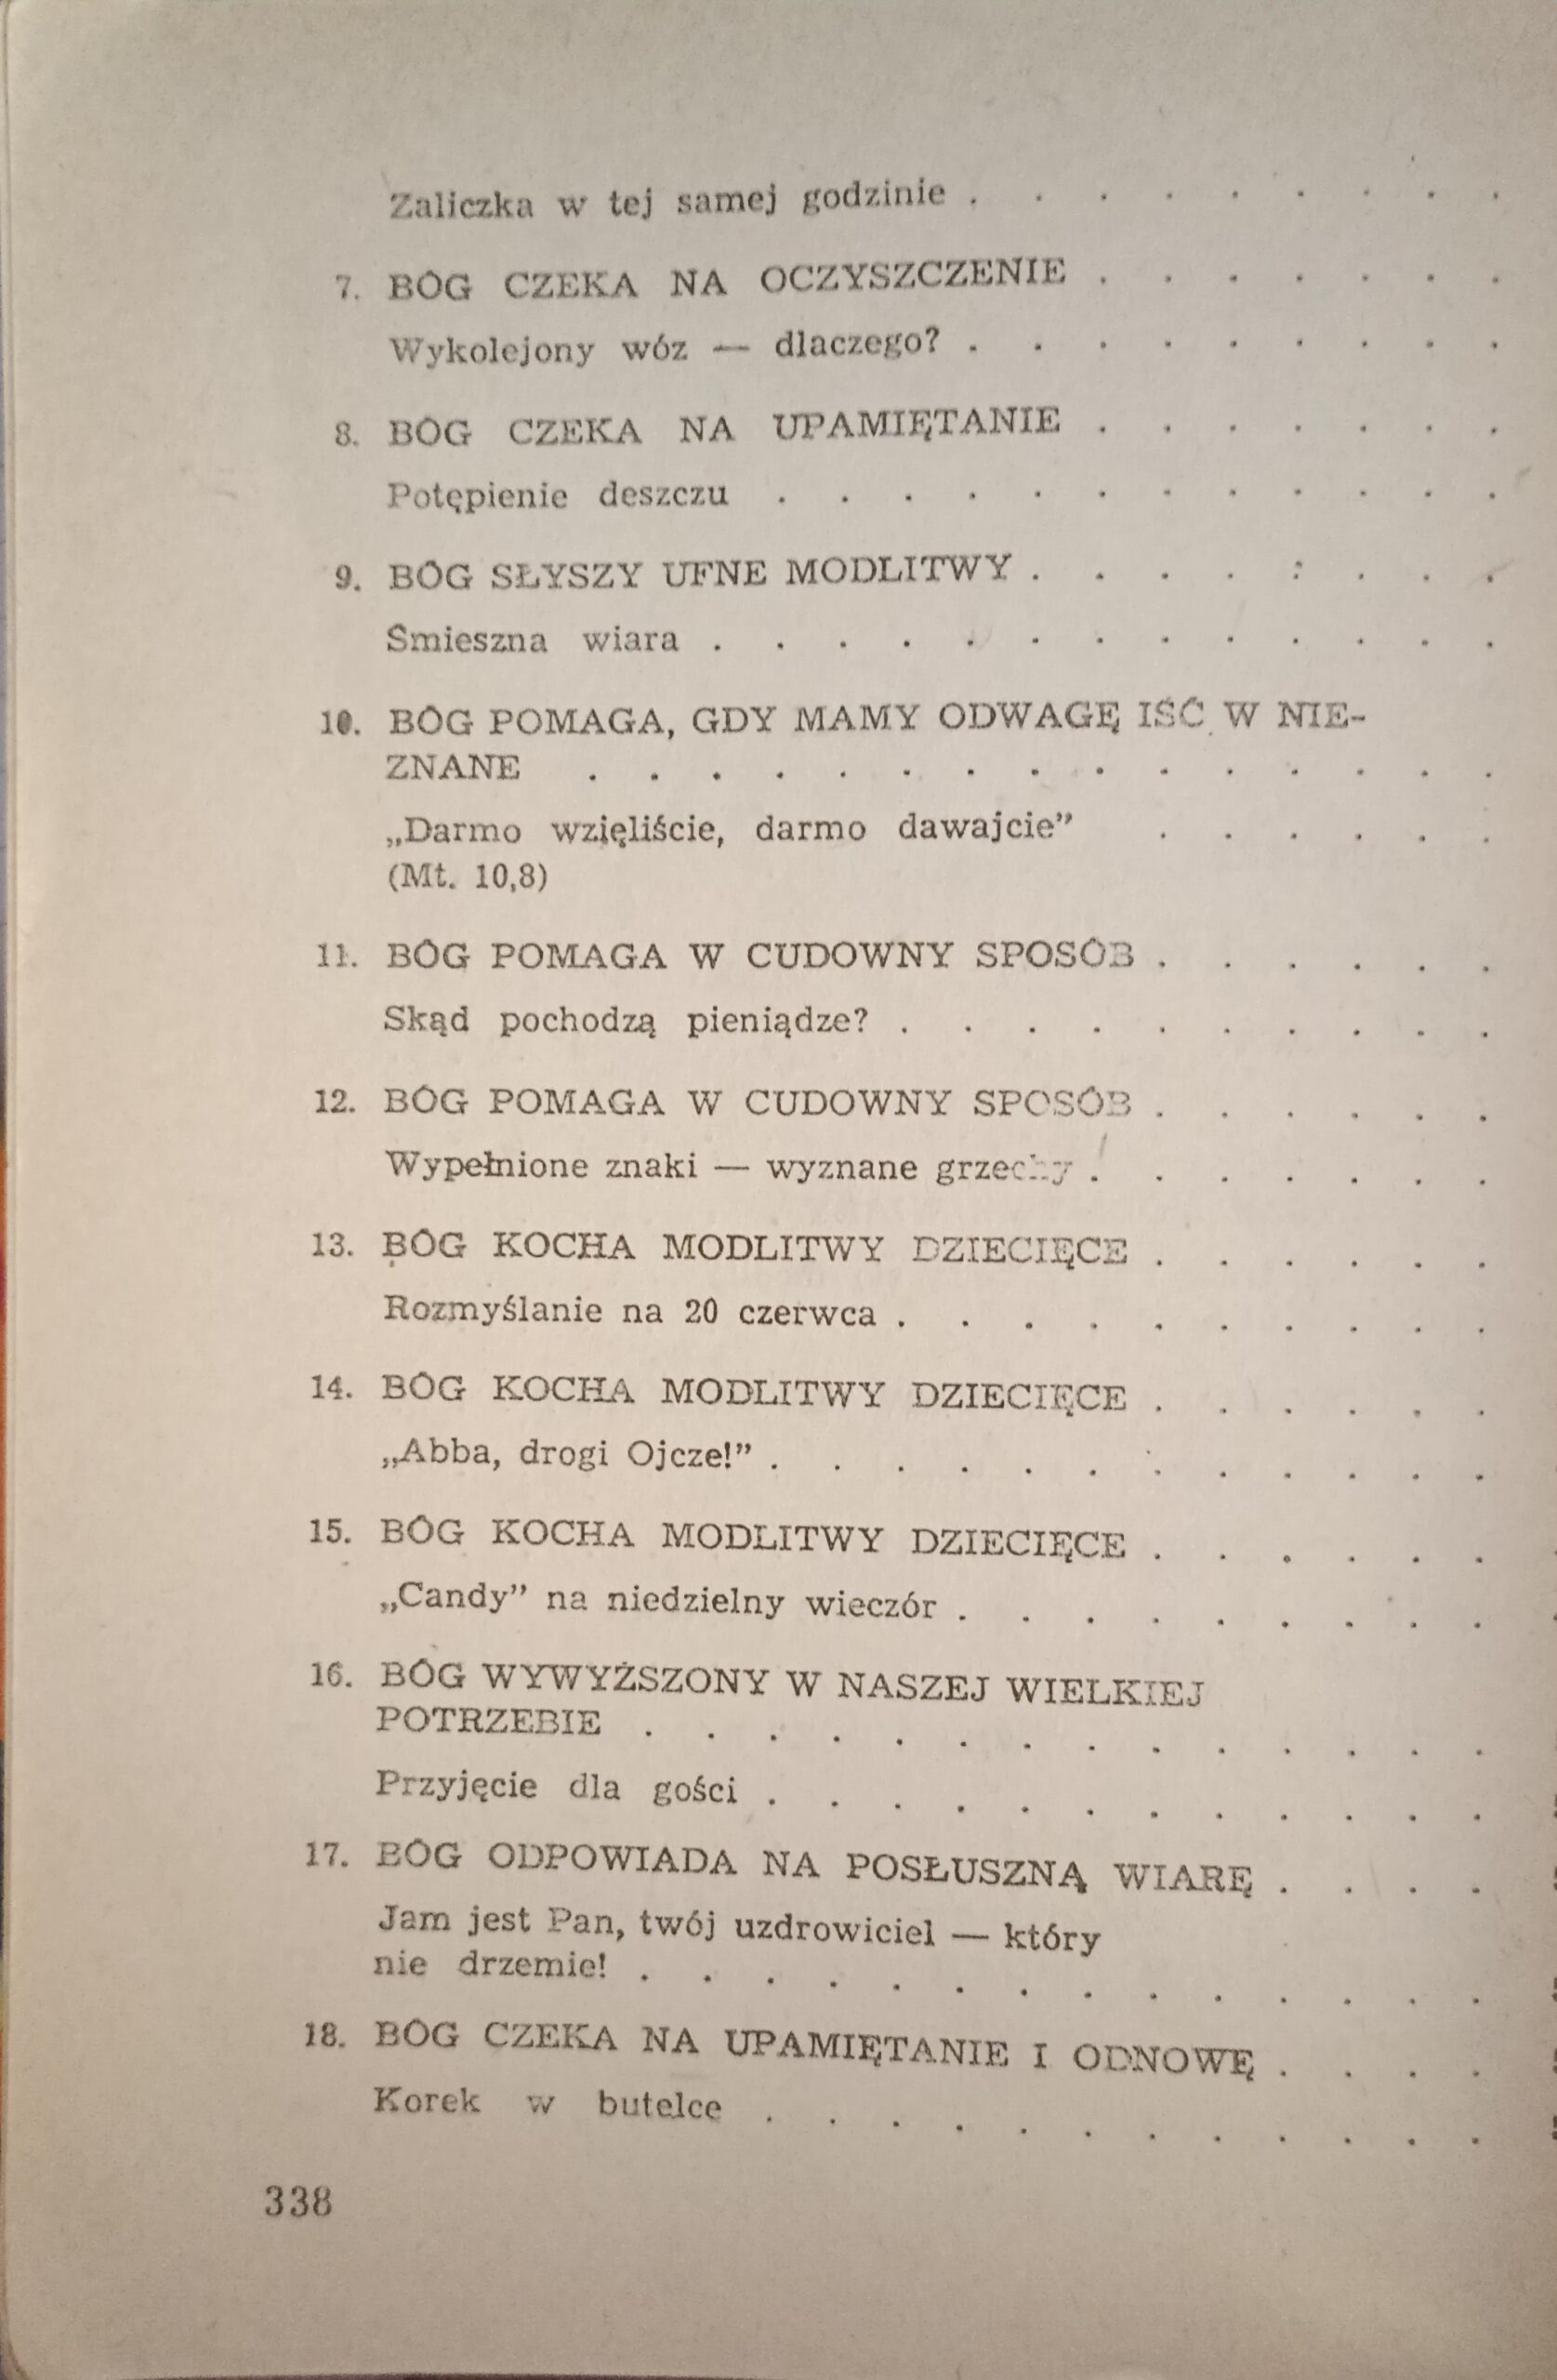 Zaliczka w tej samej godzinie . . . . . . . . .
7. BÓG CZEKA NA OCZYSZCZENIE . . . . . . .
Wykolejony wóz — dlaczego? . . . . . . . . .
8. BÓG CZEKA NA UPAMIĘTANIE . . . . . . .
Potępienie deszczu . . . . . . . . . . . .
9. BÓG SŁYSZY UFNE MODLITWY . . . . . . . .
Śmieszna wiara . . . . . . . . . . . . .
10. BÓG POMAGA, GDY MAMY ODWAGĘ IŚĆ W NIE-
ZNANE . . . . . . . . . . . . . . .
„Darmo wzięliście, darmo dawajcie” . . . . . .
(Mt. 10,8)
11. BÓG POMAGA W CUDOWNY SPOSÓB . . . . . .
Skąd pochodzą pieniądze? . . . . . . . . . .
12. BÓG POMAGA W CUDOWNY SPOSÓB . . . . . .
Wypełnione znaki — wyznane grzechy . . . . . . .
13. BÓG KOCHA MODLITWY DZIECIĘCE . . . . . .
Rozmyślanie na 20 czerwca . . . . . . . . . .
14. BÓG KOCHA MODLITWY DZIECIĘCE . . . . . .
„Abba, drogi Ojcze!” . . . . . . . . . . . .
15. BÓG KOCHA MODLITWY DZIECIĘCE . . . . . .
„Candy” na niedzielny wieczór . . . . . . . . .
16. BÓG WYWYŻSZONY W NASZEJ WIELKIEJ
POTRZEBIE . . . . . . . . . . . . . .
Przyjęcie dla gości . . . . . . . . . . . .
17. BÓG ODPOWIADA NA POSŁUSZNĄ WIARĘ . . . .
Jam jest Pan, twój uzdrowiciel — który
nie drzemie! . . . . . . . . . . . . . .
18. BÓG CZEKA NA UPAMIĘTANIE I ODNOWĘ . . . .
Korek w butelce . . . . . . . . . . . .
338